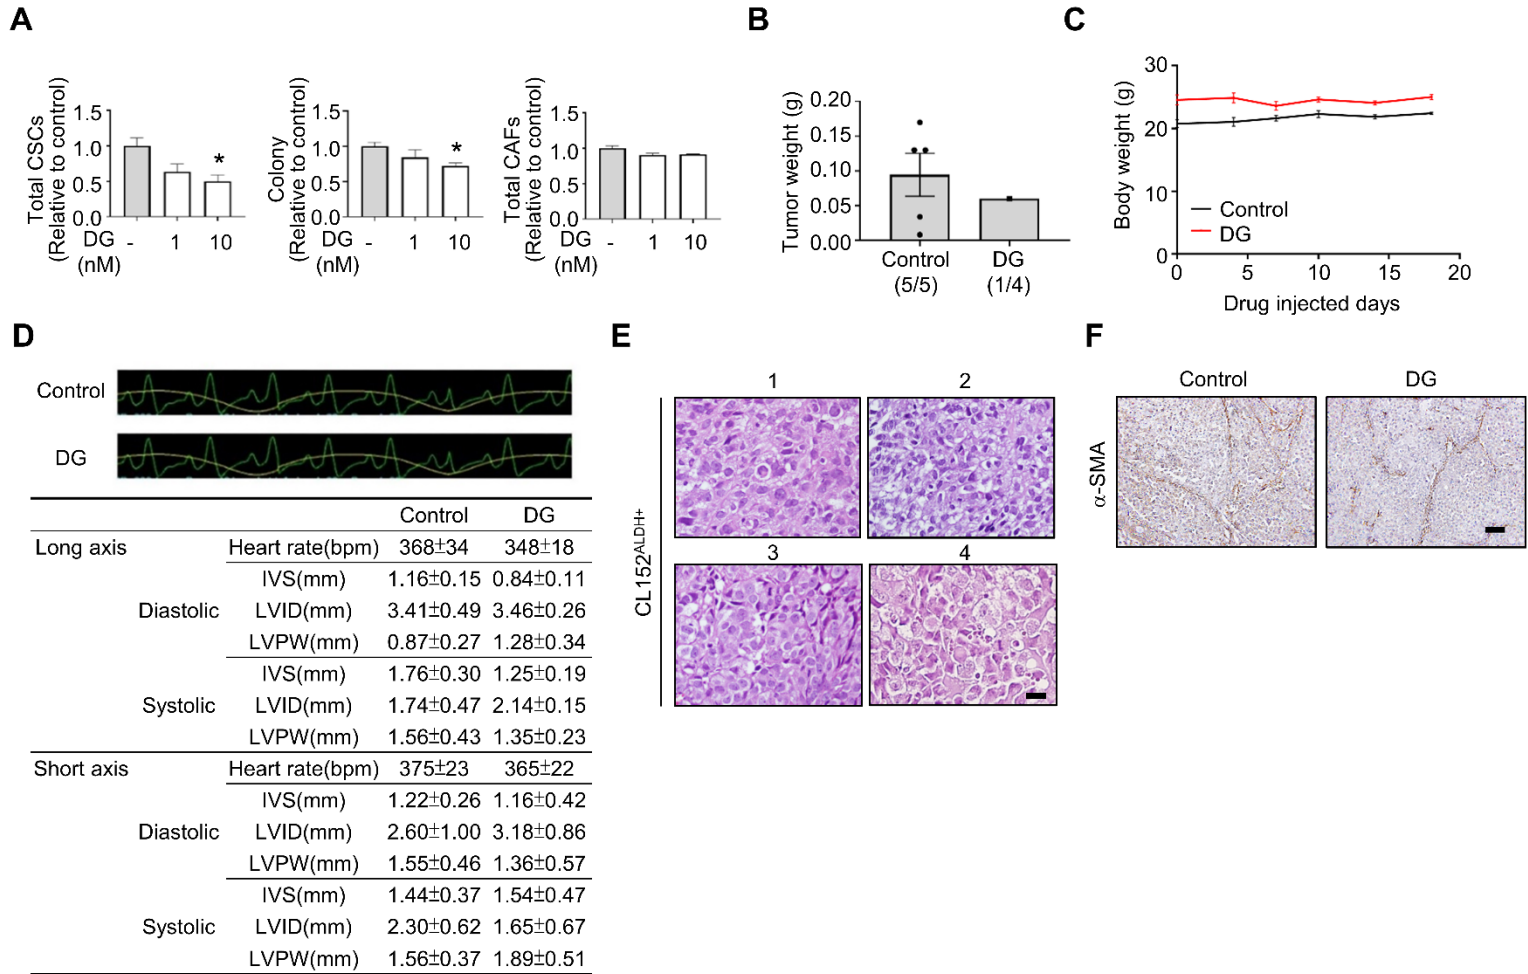 A
Total CSCs
(Relative to control)
1.5
1.0
0.5
0.0
*
DG
(nM)
-
1
10
Colony
(Relative to control)
1.5
1.0
0.5
0.0
*
DG
(nM)
-
1
10
Total CAFs
(Relative to control)
1.5
1.0
0.5
0.0
DG
(nM)
-
1
10
B
Tumor weight (g)
0.20
0.15
0.10
0.05
0.00
Control
(5/5)
DG
(1/4)
C
Body weight (g)
30
20
10
0
Control
DG
0 5 10 15 20
Drug injected days
D
Control
DG
Control DG
Long axis Heart rate(bpm) 368±34 348±18
IVS(mm) 1.16±0.15 0.84±0.11
Diastolic LVID(mm) 3.41±0.49 3.46±0.26
LVPW(mm) 0.87±0.27 1.28±0.34
IVS(mm) 1.76±0.30 1.25±0.19
Systolic LVID(mm) 1.74±0.47 2.14±0.15
LVPW(mm) 1.56±0.43 1.35±0.23
Short axis Heart rate(bpm) 375±23 365±22
IVS(mm) 1.22±0.26 1.16±0.42
Diastolic LVID(mm) 2.60±1.00 3.18±0.86
LVPW(mm) 1.55±0.46 1.36±0.57
IVS(mm) 1.44±0.37 1.54±0.47
Systolic LVID(mm) 2.30±0.62 1.65±0.67
LVPW(mm) 1.56±0.37 1.89±0.51
E
CL152ALDH+
1
2
3
4
F
Control
DG
α-SMA